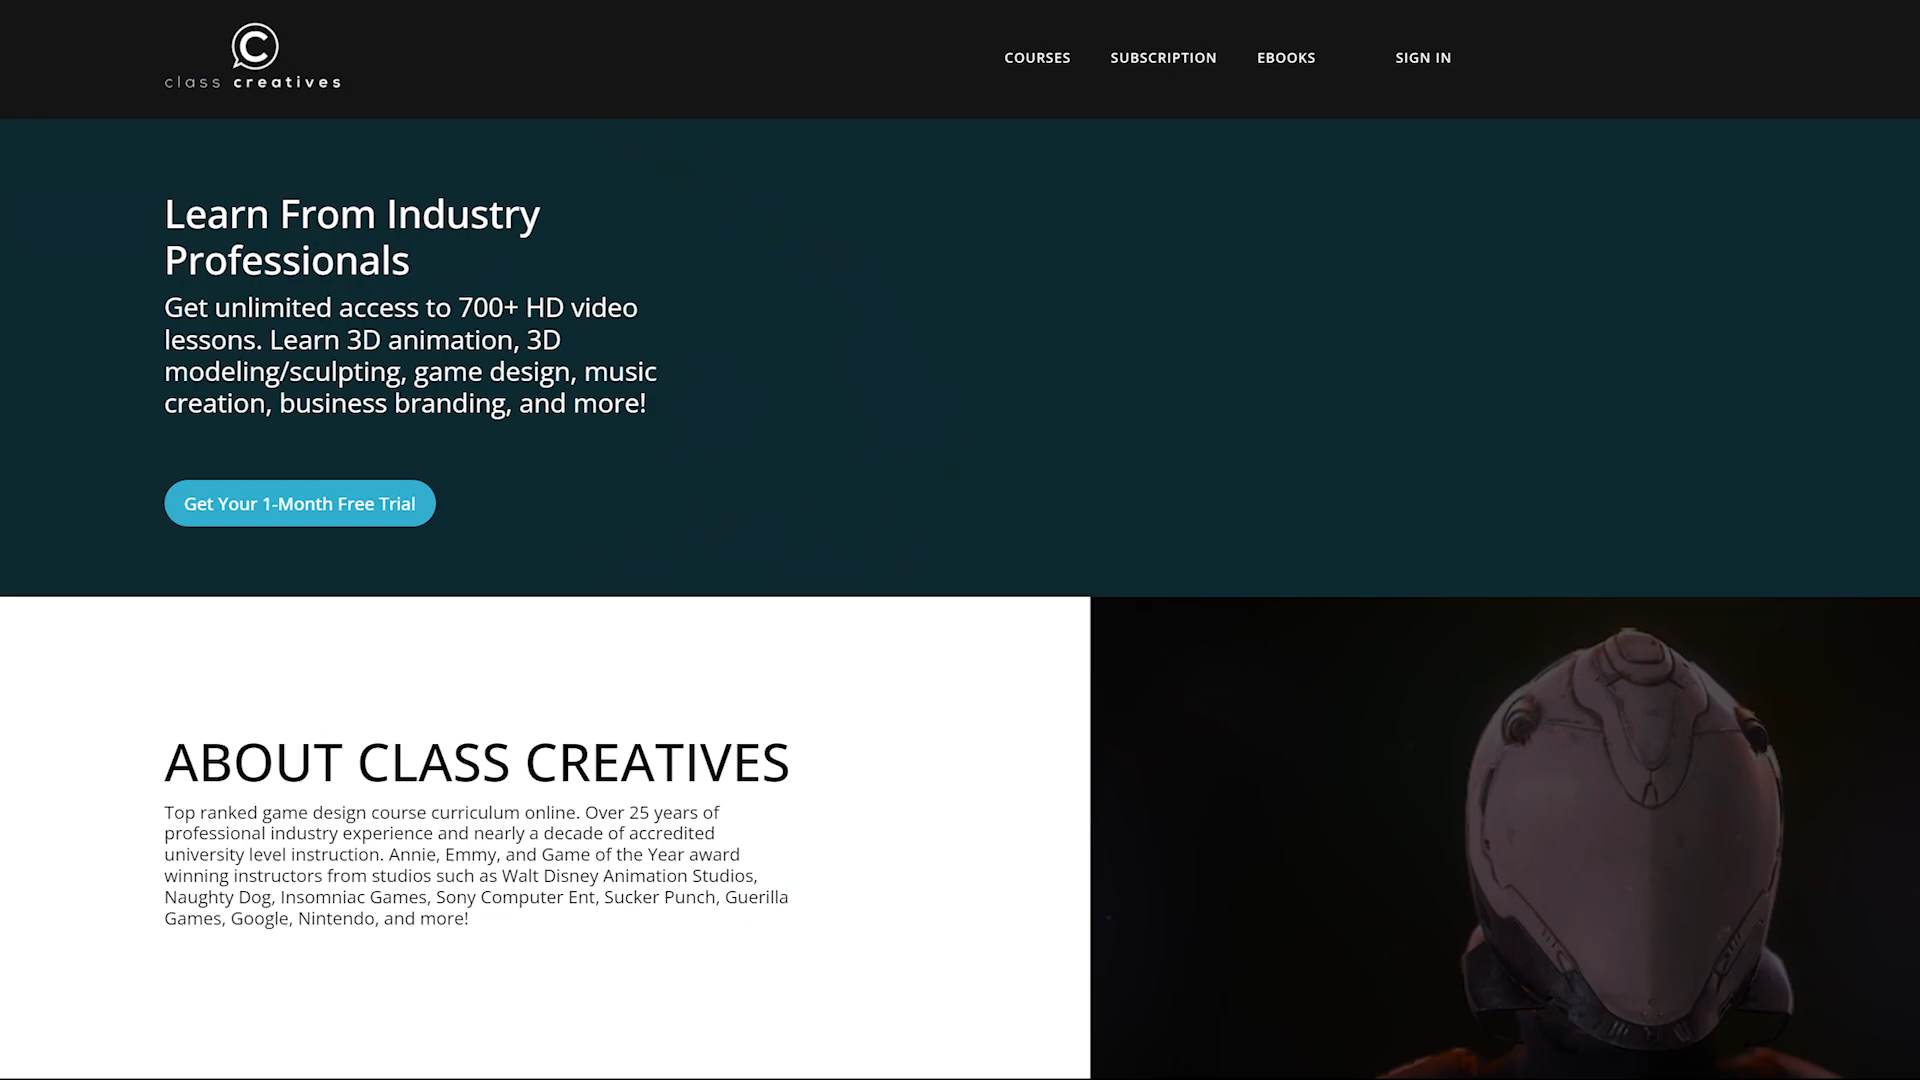 C
class creatives
COURSES
SUBSCRIPTION
EBOOKS
SIGN IN
Learn From Industry
Professionals
Get unlimited access to 700+ HD video
lessons. Learn 3D animation, 3D
modeling/sculpting, game design, music
creation, business branding, and more!
Get Your 1-Month Free Trial
ABOUT CLASS CREATIVES
Top ranked game design course curriculum online. Over 25 years of
professional industry experience and nearly a decade of accredited
university level instruction. Annie, Emmy, and Game of the Year award
winning instructors from studios such as Walt Disney Animation Studios,
Naughty Dog, Insomniac Games, Sony Computer Ent, Sucker Punch, Guerilla
Games, Google, Nintendo, and more!